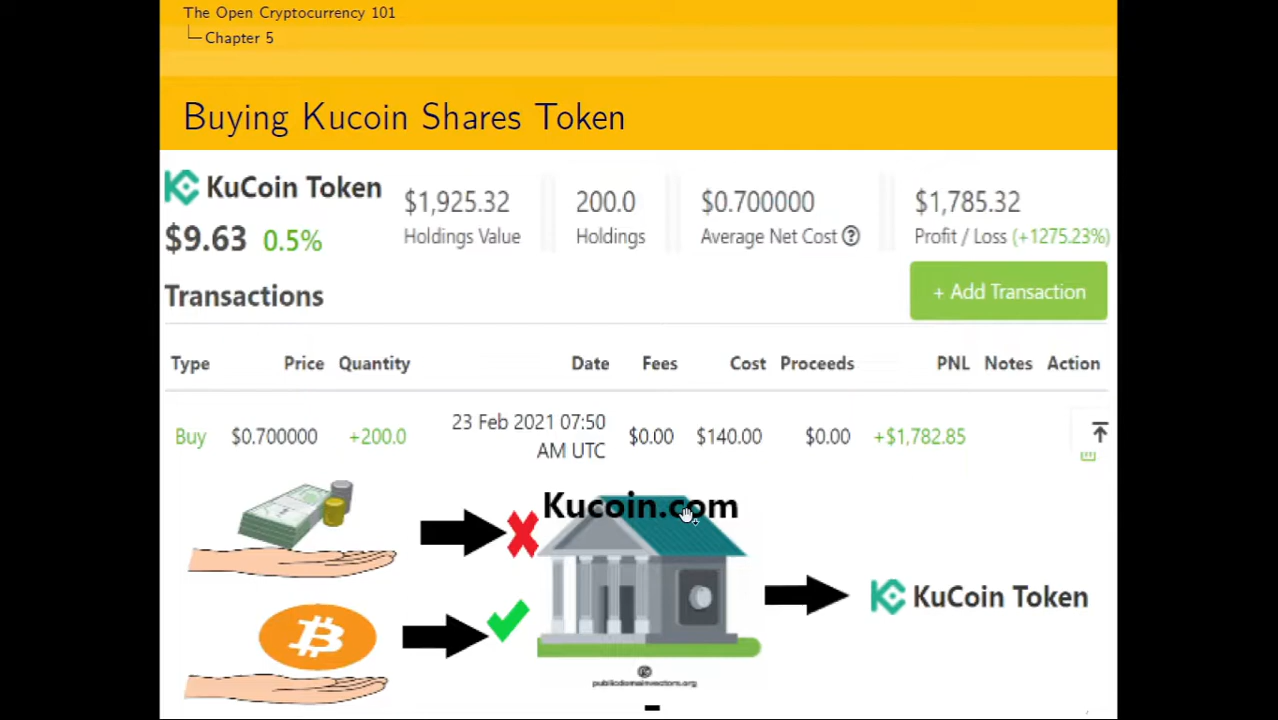 The Open Cryptocurrency 101
Chapter 5
Buying Kucoin Shares Token
KuCoin Token
$9.63 0.5%
$1,925.32
Holdings Value
200.0
Holdings
$0.700000
Average Net Cost ?
$1,785.32
Profit / Loss (+1275.23%)
Transactions
+ Add Transaction
Type Price Quantity Date Fees Cost Proceeds PNL Notes Action
Buy $0.700000 +200.0 23 Feb 2021 07:50 $0.00 $140.00 $0.00 +$1,782.85
AM UTC
Kucoin.com
KuCoin Token
publicdomainvectors.org